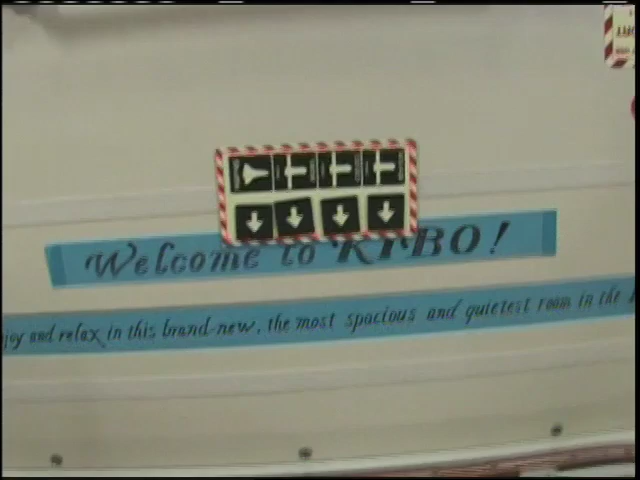 Welcome to KIBO!
joy and relax in this brand-new, the most spacious and quietest room in the